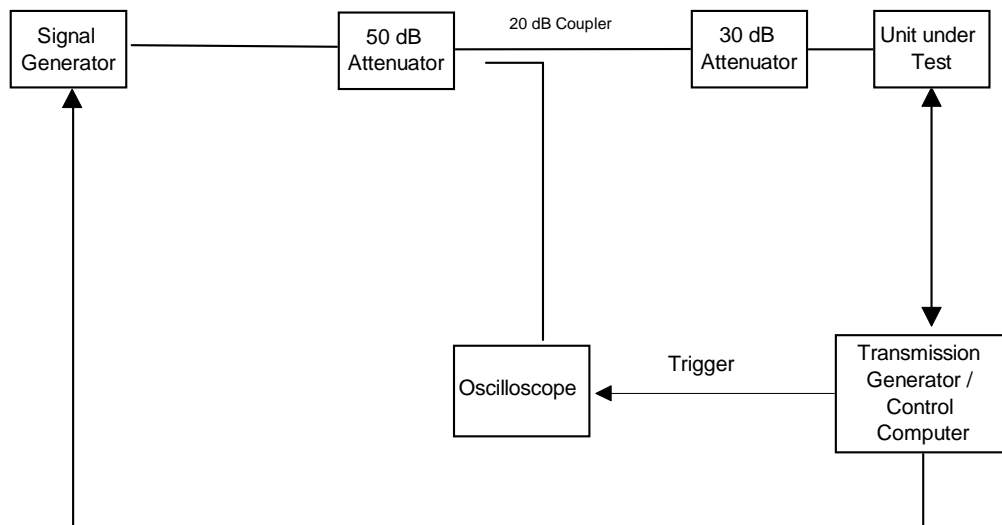 Signal
Generator
50 dB
Attenuator
20 dB Coupler
30 dB
Attenuator
Unit under
Test
Oscilloscope
Trigger
Transmission
Generator /
Control
Computer